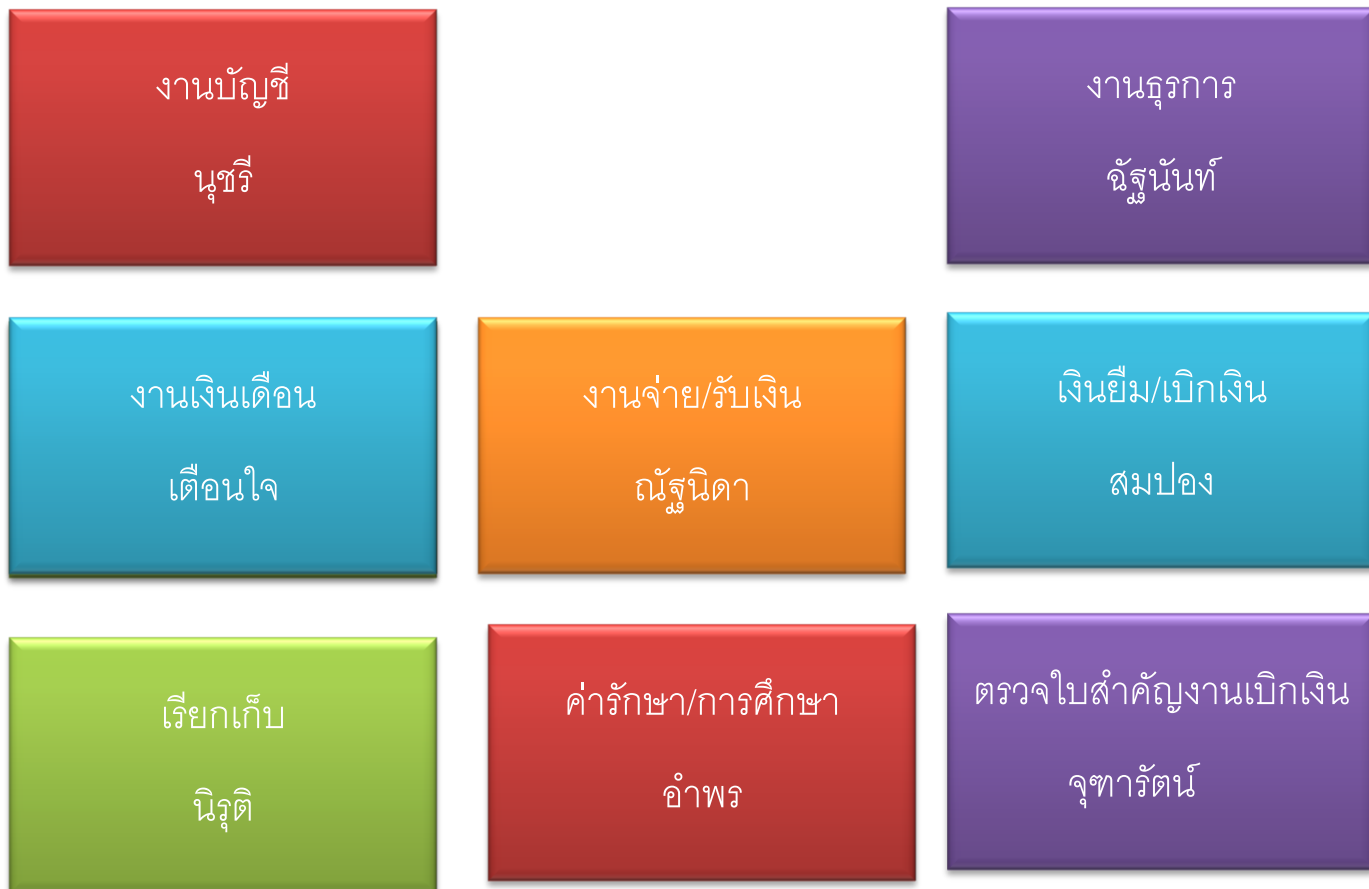 งานบัญชี
นุชรี
งานธุรการ
ฉัฐนันท์
งานเงินเดือน
เตือนใจ
งานจ่าย/รับเงิน
ณัฐนิดา
เงินยืม/เบิกเงิน
สมปอง
เรียกเก็บ
นิรุติ
ค่ารักษา/การศึกษา
อำพร
ตรวจใบสำคัญงานเบิกเงิน
จุฑารัตน์